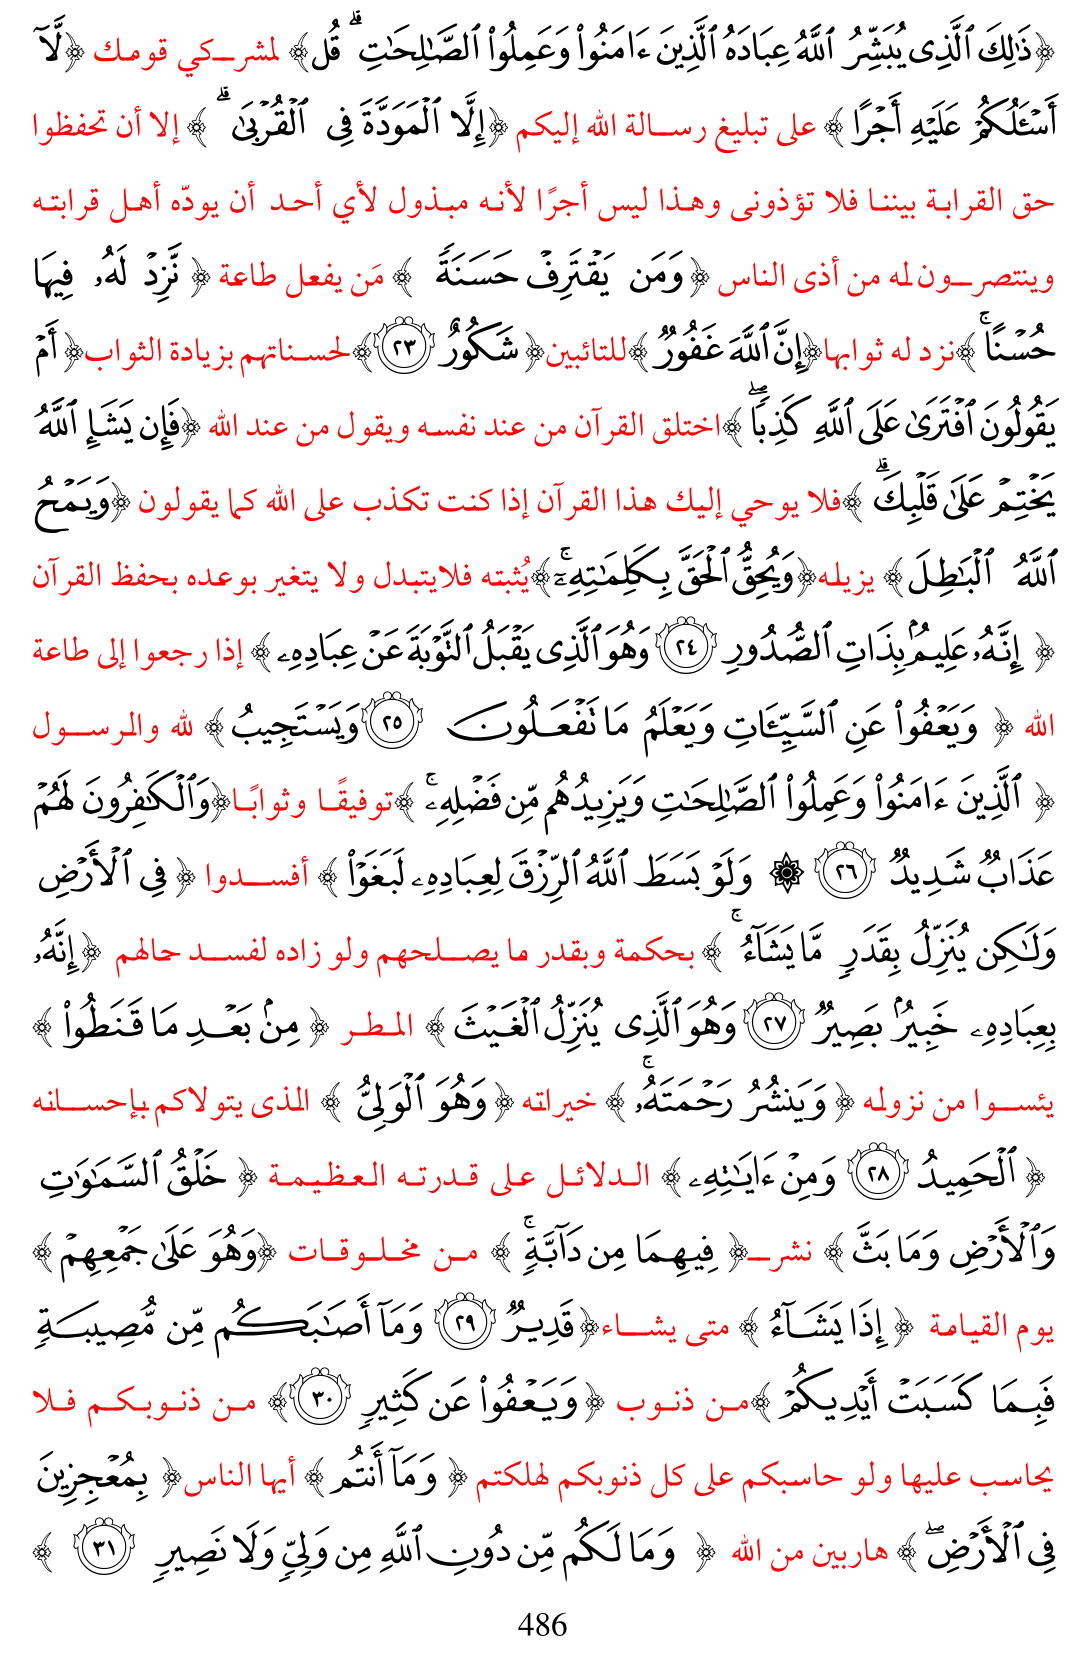 ﴿ذَٰلِكَ ٱلَّذِى يُبَشِّرُ ٱللَّهُ عِبَادَهُ ٱلَّذِينَ ءَامَنُوا۟ وَعَمِلُوا۟ ٱلصَّـٰلِحَـٰتِ ۗ قُل﴾ لمشركي قومك ﴿لَّآ
أَسْـَٔلُكُمْ عَلَيْهِ أَجْرًا ﴾ على تبليغ رسالة الله إليكم ﴿إِلَّا ٱلْمَوَدَّةَ فِى ٱلْقُرْبَىٰ ۗ ﴾ إلا أن تحفظوا
حق القرابة بيننا فلا تؤذونى وهذا ليس أجرًا لأنه مبذول لأي أحد أن يودّه أهل قرابته
وينتصرون له من أذى الناس ﴿وَمَن يَقْتَرِفْ حَسَنَةً ﴾ مَن يفعل طاعة ﴿ نَّزِدْ لَهُۥ فِيهَا
حُسْنًا ۚ﴾نزد له ثوابها﴿إِنَّ ٱللَّهَ غَفُورٌ ﴾للتائبين﴿ شَكُورٌ ٢٣﴾لحسناتهم بزيادة الثواب﴿ أَمْ
يَقُولُونَ ٱفْتَرَىٰ عَلَى ٱللَّهِ كَذِبًا ۖ﴾اختلق القرآن من عند نفسه ويقول من عند الله ﴿فَإِن يَشَإِ ٱللَّهُ
يَخْتِمْ عَلَىٰ قَلْبِكَ ۗ ﴾فلا يوحي إليك هذا القرآن إذا كنت تكذب على الله كما يقولون ﴿وَيَمْحُ
ٱللَّهُ ٱلْبَـٰطِلَ﴾ يزيله﴿وَيُحِقُّ ٱلْحَقَّ بِكَلِمَـٰتِهِۦٓ ۚ﴾يُثبته فلايتبدل ولا يتغير بوعده بحفظ القرآن
﴿ إِنَّهُۥ عَلِيمٌۢ بِذَاتِ ٱلصُّدُورِ ٢٤ وَهُوَ ٱلَّذِى يَقْبَلُ ٱلتَّوْبَةَ عَنْ عِبَادِهِۦ ﴾ إذا رجعوا إلى طاعة
الله ﴿ وَيَعْفُوا۟ عَنِ ٱلسَّيِّـَٔاتِ وَيَعْلَمُ مَا تَفْعَلُونَ ٢٥ وَيَسْتَجِيبُ ﴾ لله والرسول
﴿ ٱلَّذِينَ ءَامَنُوا۟ وَعَمِلُوا۟ ٱلصَّـٰلِحَـٰتِ وَيَزِيدُهُم مِّن فَضْلِهِۦ ۚ ﴾توفيقًا وثوابًا﴿وَٱلْكَـٰفِرُونَ لَهُمْ
عَذَابٌ شَدِيدٌ ٢٦ ۞ وَلَوْ بَسَطَ ٱللَّهُ ٱلرِّزْقَ لِعِبَادِهِۦ لَبَغَوْا۟ ﴾ أفسدوا ﴿ فِى ٱلْأَرْضِ
وَلَـٰكِن يُنَزِّلُ بِقَدَرٍ مَّا يَشَآءُ ۚ ﴾ بحكمة وبقدر ما يصلحهم ولو زاده لفسد حالهم ﴿إِنَّهُۥ
بِعِبَادِهِۦ خَبِيرٌۢ بَصِيرٌ ٢٧ وَهُوَ ٱلَّذِى يُنَزِّلُ ٱلْغَيْثَ ﴾ المطر ﴿ مِنۢ بَعْدِ مَا قَنَطُوا۟ ﴾
يئسوا من نزوله ﴿وَيَنشُرُ رَحْمَتَهُۥ ۚ ﴾ خيراته ﴿وَهُوَ ٱلْوَلِىُّ ﴾ الذى يتولاكم بإحسانه
﴿ ٱلْحَمِيدُ ٢٨ وَمِنْ ءَايَـٰتِهِۦ ﴾ الدلائل على قدرته العظيمة ﴿ خَلْقُ ٱلسَّمَـٰوَٰتِ
وَٱلْأَرْضِ وَمَا بَثَّ ﴾ نشر﴿ فِيهِمَا مِن دَآبَّةٍ ۚ ﴾ من مخلوقات ﴿وَهُوَ عَلَىٰ جَمْعِهِمْ ﴾
يوم القيامة ﴿ إِذَا يَشَآءُ ﴾ متى يشاء﴿قَدِيرٌ ٢٩ وَمَآ أَصَـٰبَكُم مِّن مُّصِيبَةٍ
فَبِمَا كَسَبَتْ أَيْدِيكُمْ ﴾من ذنوب ﴿وَيَعْفُوا۟ عَن كَثِيرٍ ٣٠﴾ من ذنوبكم فلا
يحاسب عليها ولو حاسبكم على كل ذنوبكم لهلكتم ﴿ وَمَآ أَنتُم ﴾ أيها الناس﴿ بِمُعْجِزِينَ
فِى ٱلْأَرْضِ ۖ ﴾ هاربين من الله ﴿ وَمَا لَكُم مِّن دُونِ ٱللَّهِ مِن وَلِىٍّ وَلَا نَصِيرٍ ٣١ ﴾
486